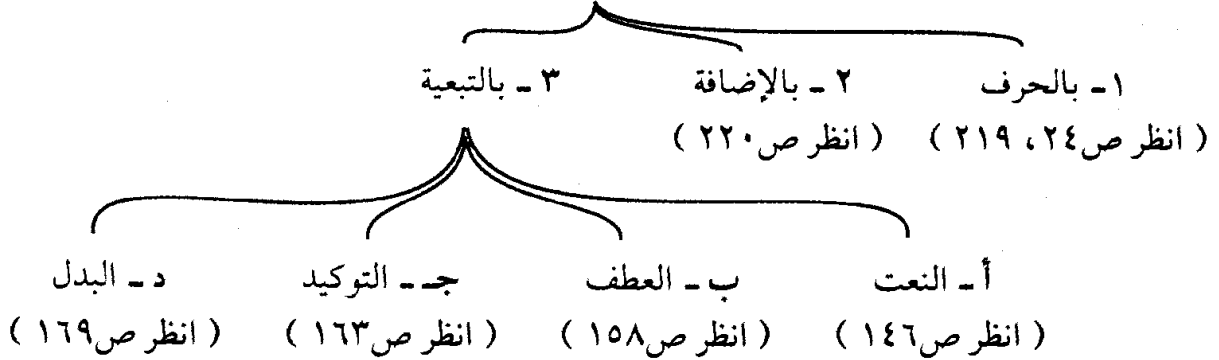 ١ـ بالحرف ٢ ـ بالإضافة ٣ ـ بالتبعية
( انظر ص٢٤، ٢١٩ ) ( انظر ص٢٢٠ )
أ ـ النعت ب ـ العطف جـ ـ التوكيد د ـ البدل
( انظر ص١٤٦ ) ( انظر ص١٥٨ ) ( انظر ص١٦٣ ) ( انظر ص١٦٩ )